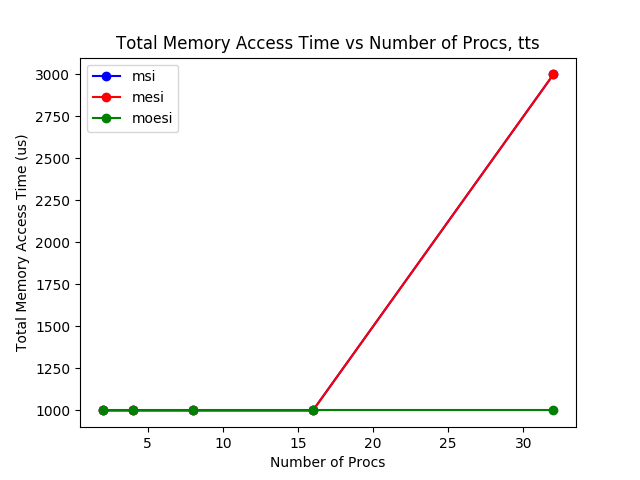 Total Memory Access Time vs Number of Procs, tts
msi
mesi
moesi
3000
2750
2500
2250
2000
1750
1500
1250
1000
Total Memory Access Time (us)
5 10 15 20 25 30
Number of Procs